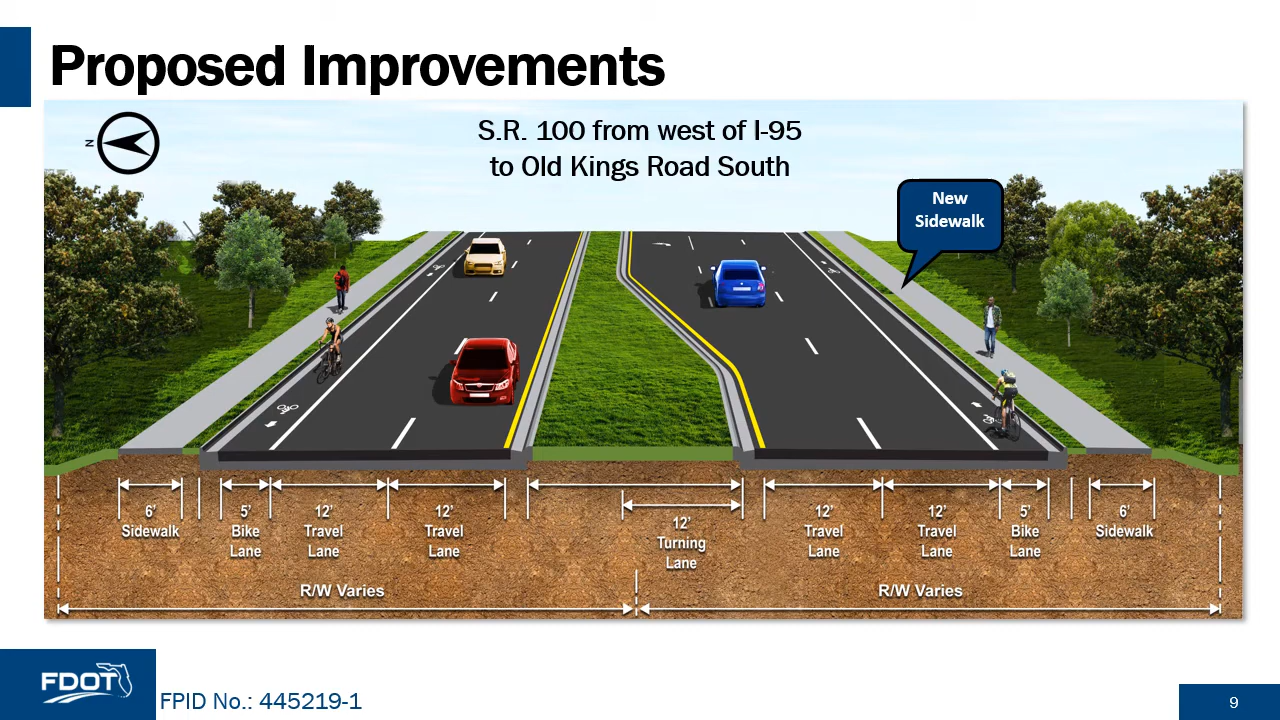 Proposed Improvements
N
S.R. 100 from west of I-95
to Old Kings Road South
New
Sidewalk
6'
Sidewalk
5'
Bike
Lane
12'
Travel
Lane
12'
Travel
Lane
12'
Turning
Lane
12'
Travel
Lane
12'
Travel
Lane
5'
Bike
Lane
6'
Sidewalk
R/W Varies
R/W Varies
FDOT
FPID No.: 445219-1
9